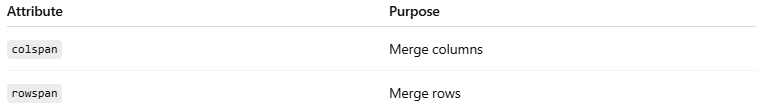 Attribute Purpose
colspan Merge columns
rowspan Merge rows